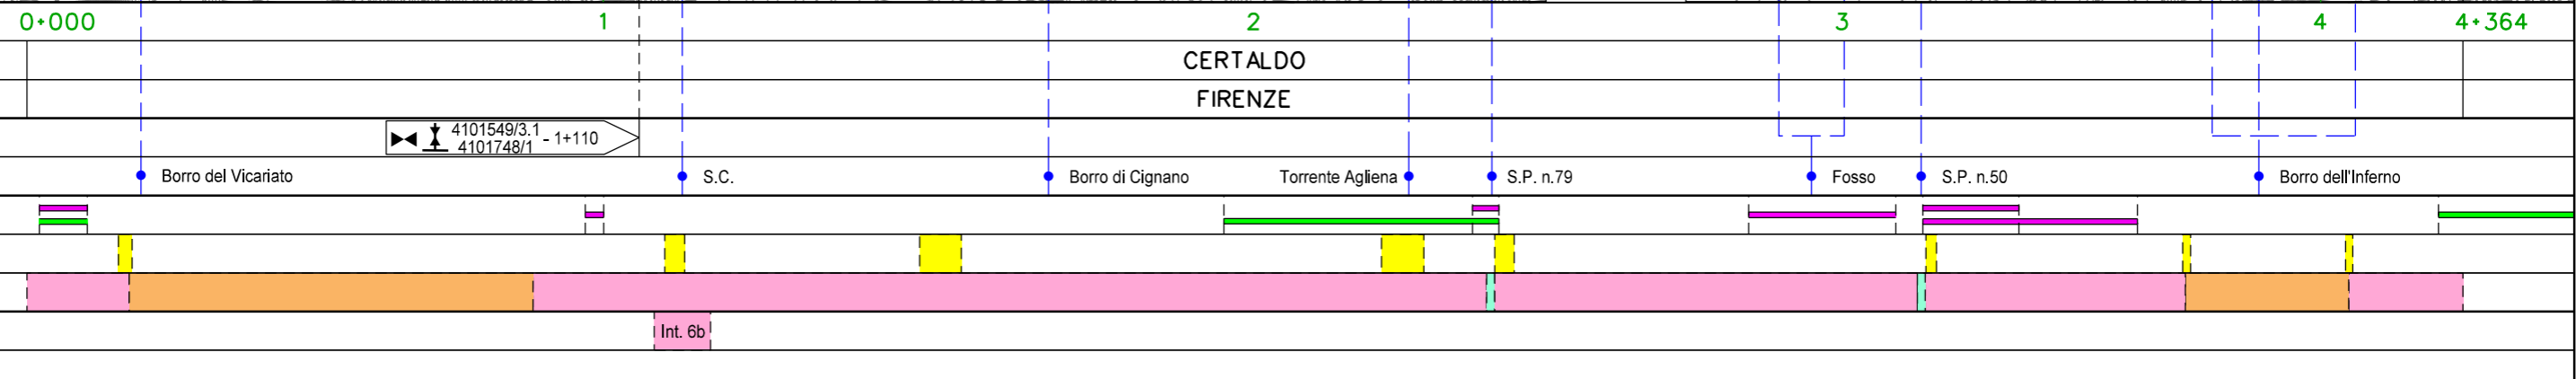 0+000 1 2 3 4 4+364
CERTALDO
FIRENZE
4101549/3.1
4101748/1 - 1+110
Borro del Vicariato S.C. Borro di Cignano Torrente Agliena S.P. n.79 Fosso S.P. n.50 Borro dell'Inferno
Int. 6b